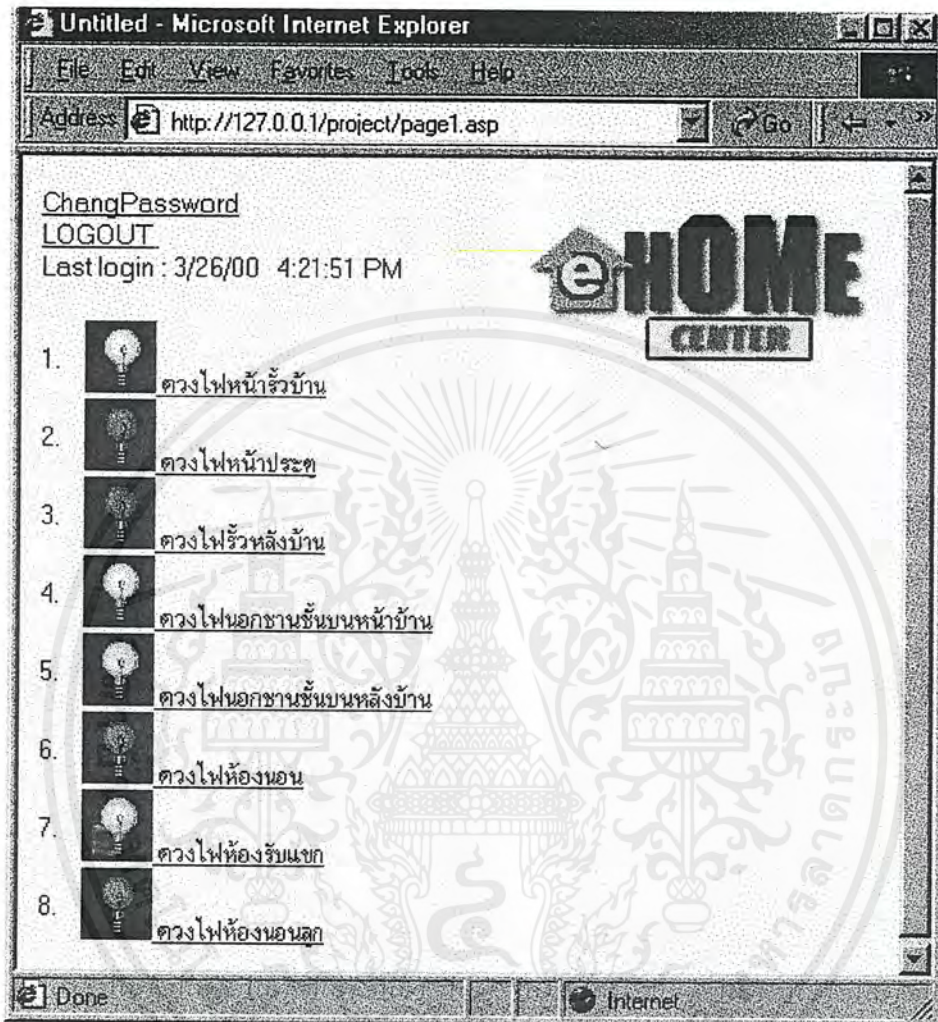 Untitled - Microsoft Internet Explorer
File Edit View Favorites Tools Help
Address http://127.0.0.1/project/page1.asp Go »
ChangPassword
LOGOUT
Last login : 3/26/00 4:21:51 PM
e HOME
CENTER
1. ดวงไฟหน้ารั้วบ้าน
2. ดวงไฟหน้าประตู
3. ดวงไฟรั้วหลังบ้าน
4. ดวงไฟนอกชานชั้นบนหน้าบ้าน
5. ดวงไฟนอกชานชั้นบนหลังบ้าน
6. ดวงไฟห้องนอน
7. ดวงไฟห้องรับแขก
8. ดวงไฟห้องนอนลูก
Done Internet